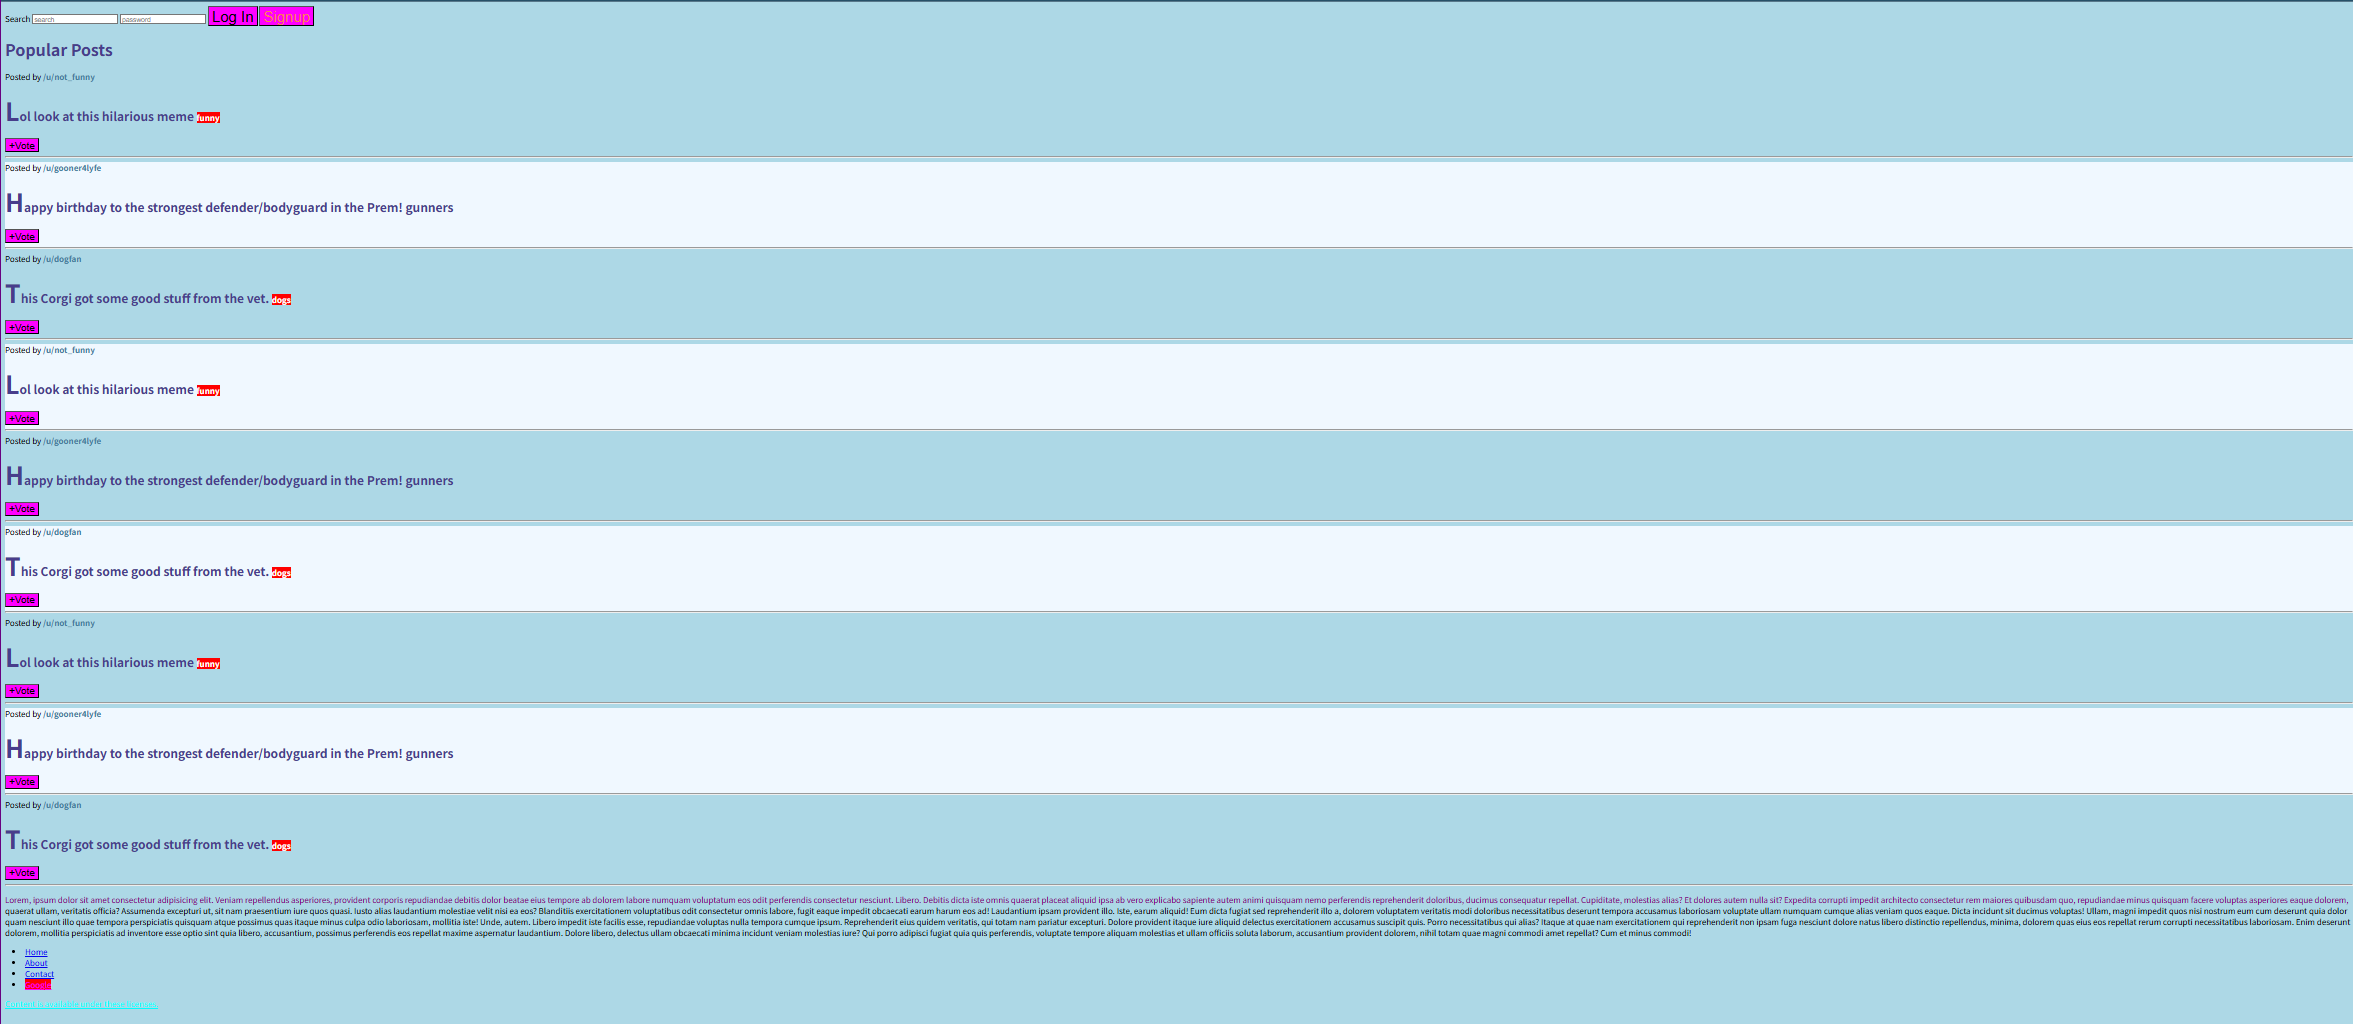 Search search password Log In Signup
Popular Posts
Posted by /u/not_funny
Lol look at this hilarious meme funny
+Vote
Posted by /u/gooner4lyfe
Happy birthday to the strongest defender/bodyguard in the Prem! gunners
+Vote
Posted by /u/dogfan
This Corgi got some good stuff from the vet. dogs
+Vote
Posted by /u/not_funny
Lol look at this hilarious meme funny
+Vote
Posted by /u/gooner4lyfe
Happy birthday to the strongest defender/bodyguard in the Prem! gunners
+Vote
Posted by /u/dogfan
This Corgi got some good stuff from the vet. dogs
+Vote
Posted by /u/not_funny
Lol look at this hilarious meme funny
+Vote
Posted by /u/gooner4lyfe
Happy birthday to the strongest defender/bodyguard in the Prem! gunners
+Vote
Posted by /u/dogfan
This Corgi got some good stuff from the vet. dogs
+Vote
Lorem, ipsum dolor sit amet consectetur adipisicing elit. Veniam repellendus asperiores, provident corporis repudiandae debitis dolor beatae eius tempore ab dolorem labore numquam voluptatum eos odit perferendis consectetur nesciunt. Libero. Debitis dicta iste omnis quaerat placeat aliquid ipsa ab vero explicabo sapiente autem animi quisquam nemo perferendis reprehenderit doloribus, ducimus consequatur repellat. Cupiditate, molestias alias? Et dolores autem nulla sit? Expedita corrupti impedit architecto consectetur rem maiores quibusdam quo, repudiandae minus quisquam facere voluptas asperiores eaque dolorem,
quaerat ullam, veritatis officia? Assumenda excepturi ut, sit nam praesentium iure quos quasi. Iusto alias laudantium molestiae velit nisi ea eos? Blanditiis exercitationem voluptatibus odit consectetur omnis labore, fugit eaque impedit obcaecati earum harum eos ad! Laudantium ipsam provident illo. Iste, earum aliquid! Eum dicta fugiat sed reprehenderit illo a, dolorem voluptatem veritatis modi doloribus necessitatibus deserunt tempora accusamus laboriosam voluptate ullam numquam cumque alias veniam quos eaque. Dicta incidunt sit ducimus voluptas! Ullam, magni impedit quos nisi nostrum eum cum deserunt quia dolor
quam nesciunt illo quae tempora perspiciatis quisquam atque possimus quas itaque minus culpa odio laboriosam, mollitia iste! Unde, autem. Libero impedit iste facilis esse, repudiandae voluptas nulla tempora cumque ipsum. Reprehenderit eius quidem veritatis, qui totam nam pariatur excepturi. Dolore provident itaque iure aliquid delectus exercitationem accusamus suscipit quis. Porro necessitatibus qui alias? Itaque at quae nam exercitationem qui reprehenderit non ipsam fuga nesciunt dolore natus libero distinctio repellendus, minima, dolorem quas eius eos repellat rerum corrupti necessitatibus laboriosam. Enim deserunt
dolorem, mollitia perspiciatis ad inventore esse optio sint quia libero, accusantium, possimus perferendis eos repellat maxime aspernatur laudantium. Dolore libero, delectus ullam obcaecati minima incidunt veniam molestias iure? Qui porro adipisci fugiat quia quis perferendis, voluptate tempore aliquam molestias et ullam officiis soluta laborum, accusantium provident dolorem, nihil totam quae magni commodi amet repellat? Cum et minus commodi!
Home
About
Contact
Google
Content is available under these licenses.